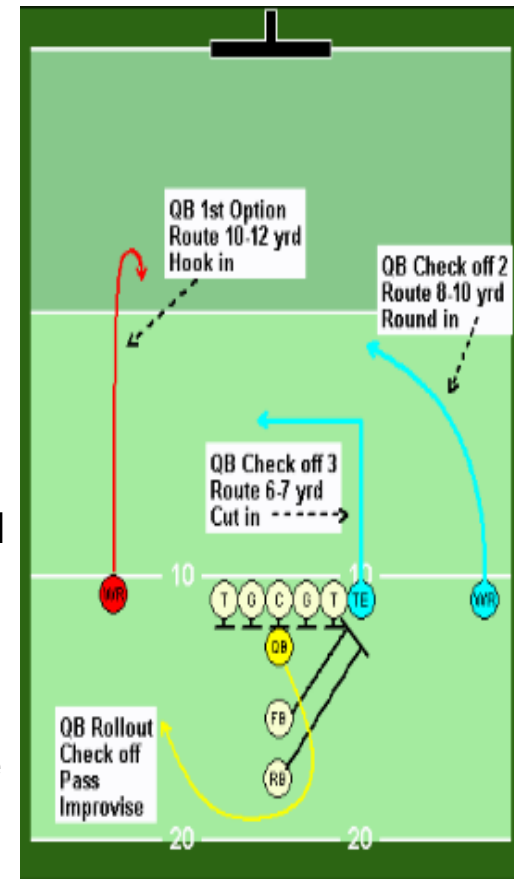 QB 1st Option
Route 10-12 yrd
Hook in
QB Check off 2
Route 8-10 yrd
Round in
QB Check off 3
Route 6-7 yrd
Cut in
10 10
WR T G C G T TE WR
QB
FB
RB
QB Rollout
Check off
Pass
Improvise
20 20